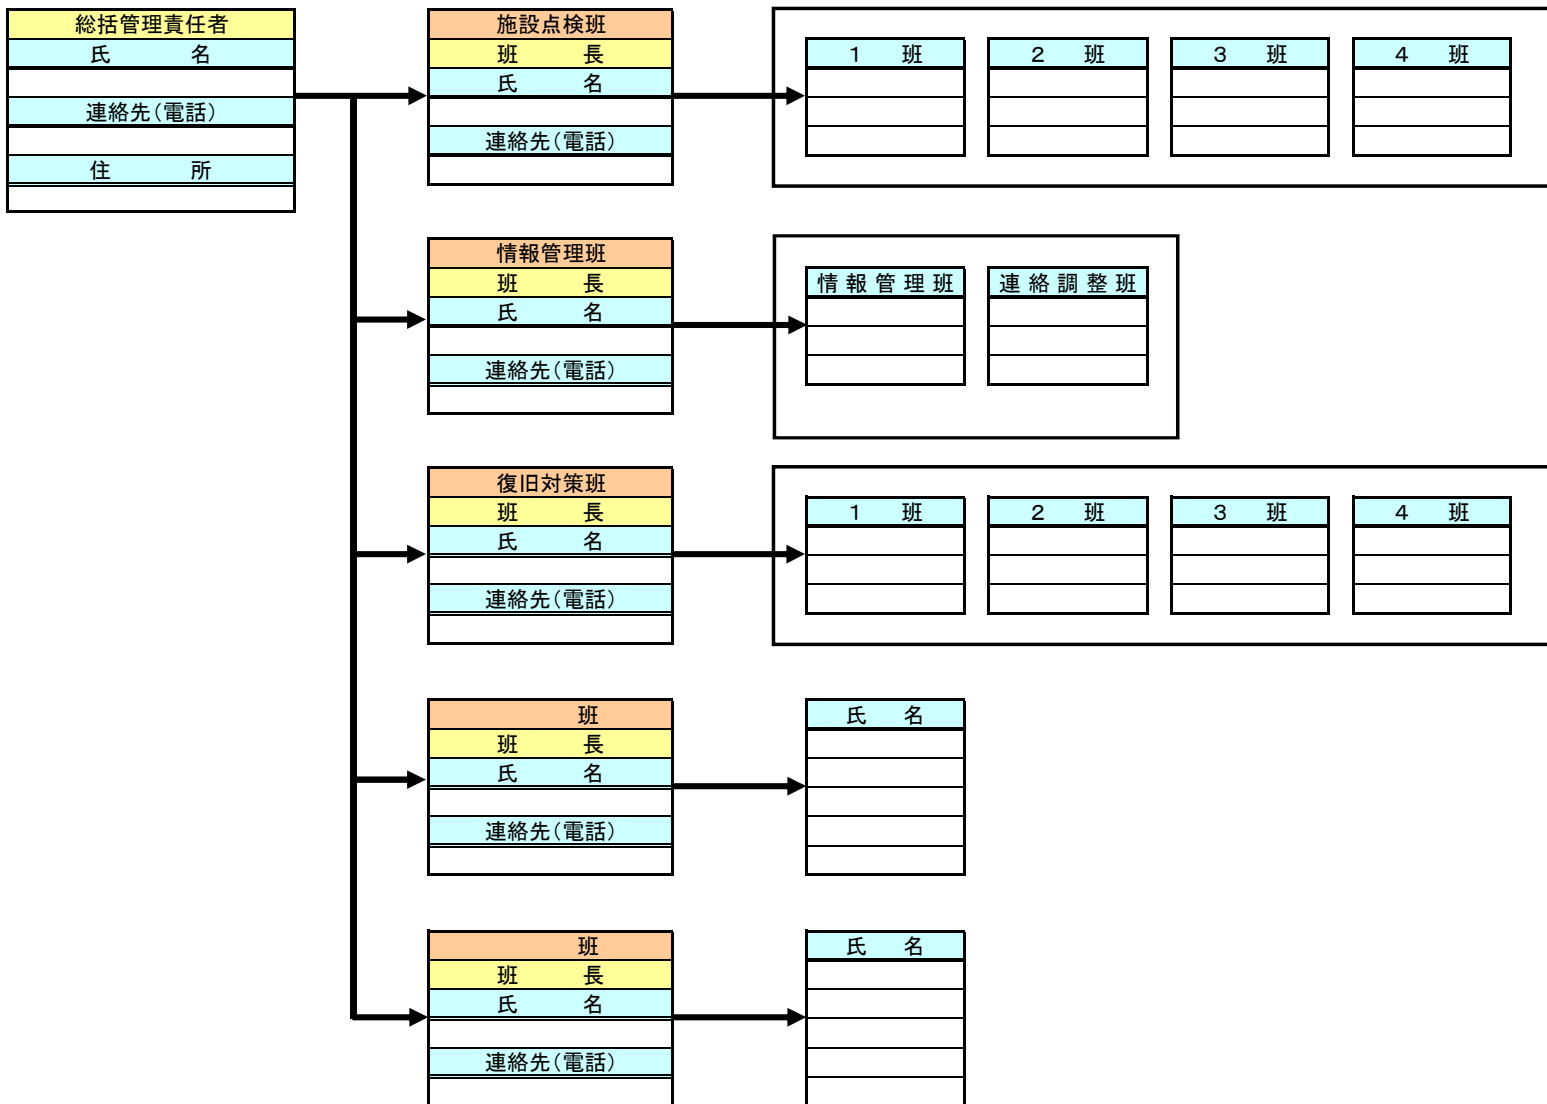 総括管理責任者
氏 名
連絡先（電話）
住 所
施設点検班
班 長
氏 名
連絡先（電話）
1 班
2 班
3 班
4 班
情報管理班
班 長
氏 名
連絡先（電話）
情報管理班
連絡調整班
復旧対策班
班 長
氏 名
連絡先（電話）
1 班
2 班
3 班
4 班
班
班 長
氏 名
連絡先（電話）
氏 名
班
班 長
氏 名
連絡先（電話）
氏 名